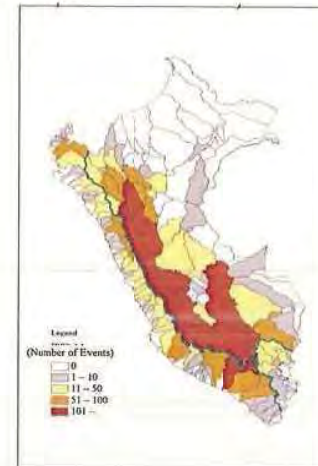 Legend
(Number of Events)
0
1 – 10
11 – 50
51 – 100
101 –